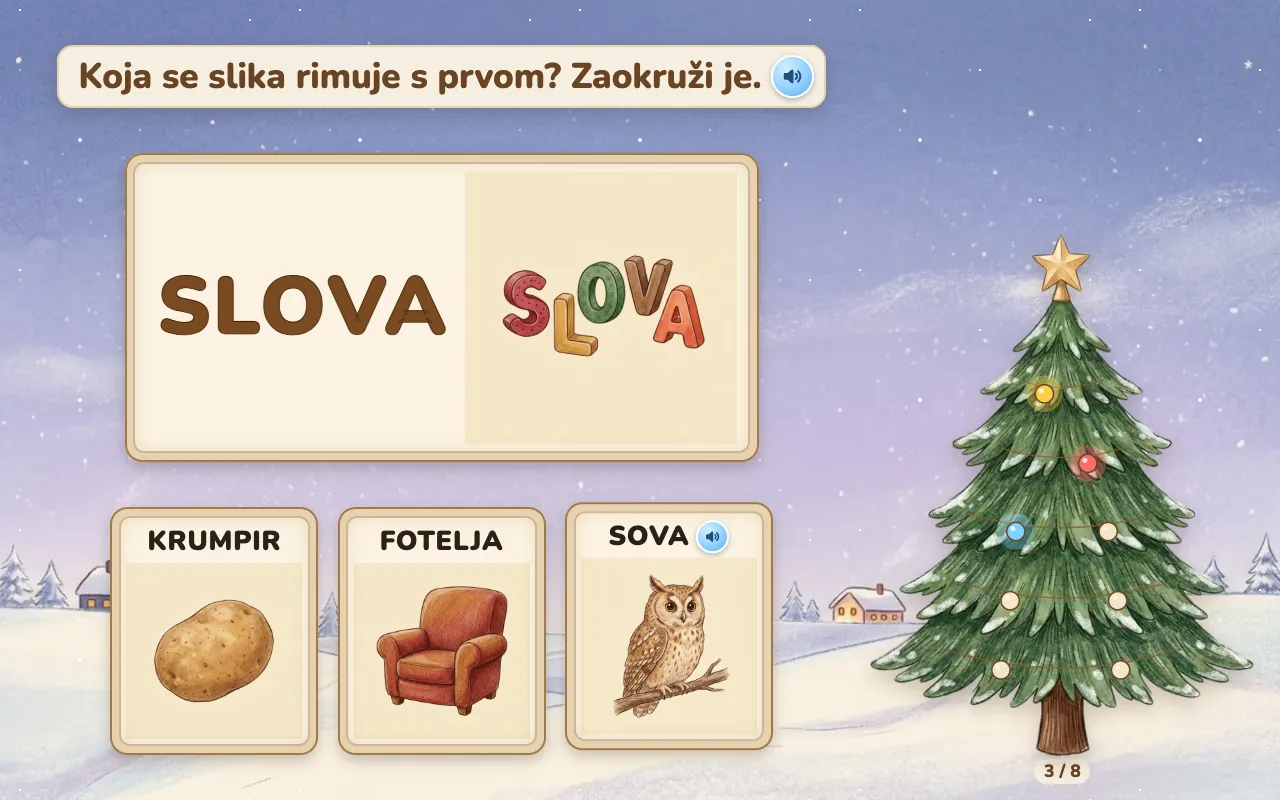 Koja se slika rimuje s prvom? Zaokruži je.
SLOVA
SLOVA
KRUMPIR
FOTELJA
SOVA
3 / 8